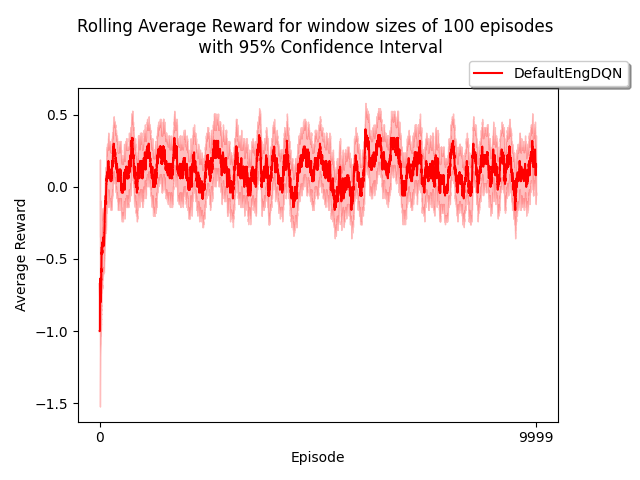 Rolling Average Reward for window sizes of 100 episodes
with 95% Confidence Interval
DefaultEngDQN
0.5
0.0
−0.5
−1.0
−1.5
Average Reward
0
9999
Episode